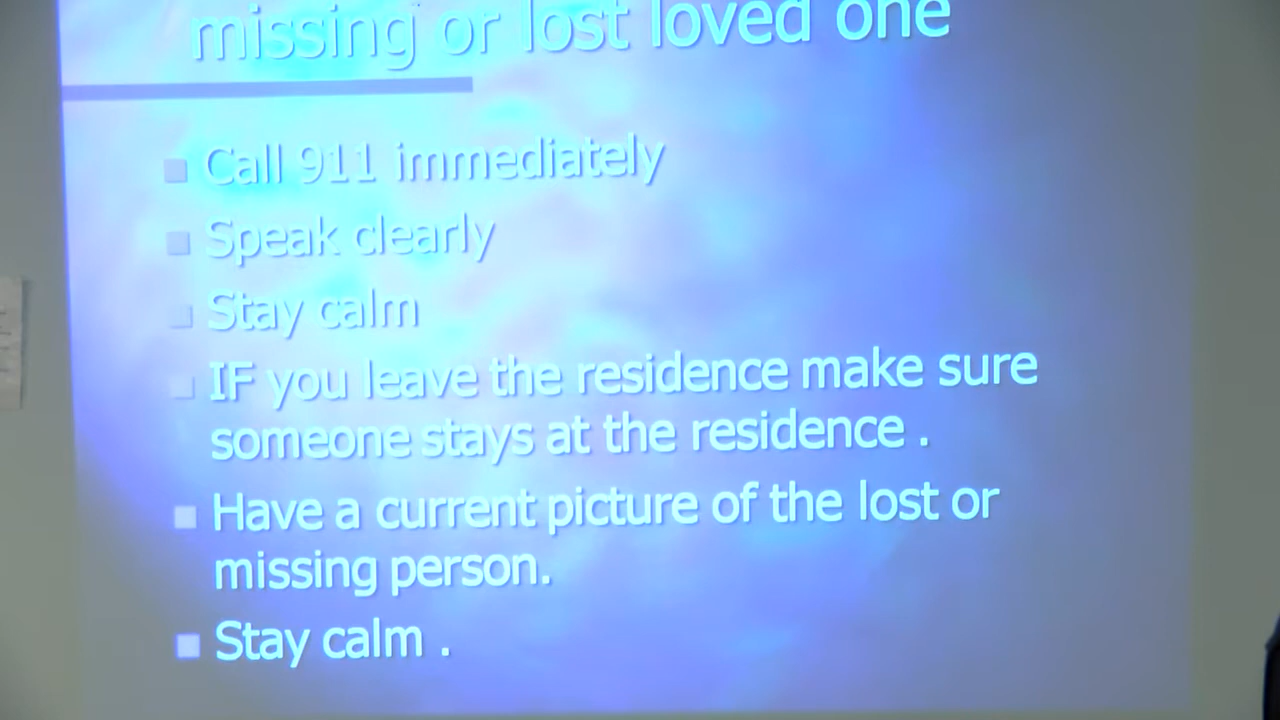 missing or lost loved one
Call 911 immediately
Speak clearly
Stay calm
IF you leave the residence make sure
someone stays at the residence .
Have a current picture of the lost or
missing person.
Stay calm .